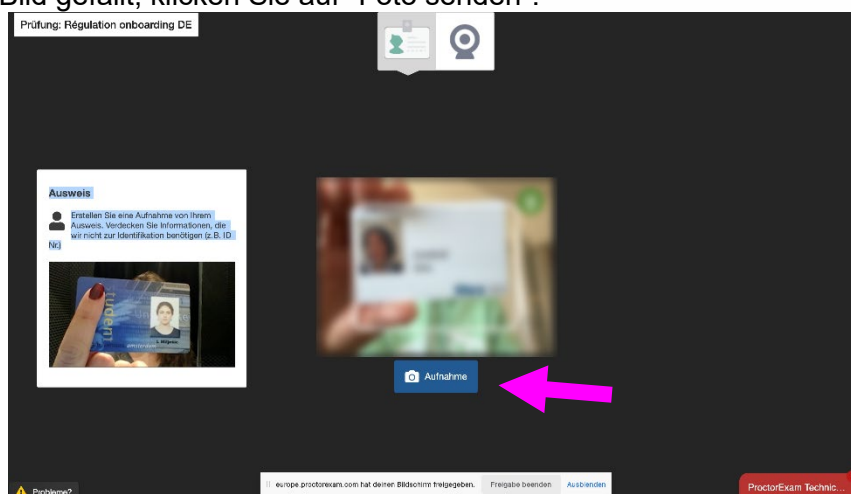 Bild gefällt, klicken Sie auf "Foto senden".
Prüfung: Régulation onboarding DE
Ausweis
Erstellen Sie eine Aufnahme von Ihrem
Ausweis. Verdecken Sie Informationen, die
wir nicht zur Identifikation benötigen (z.B. ID
Nr.)
tudent
Aufnahme
europe.proctorexam.com hat deinen Bildschirm freigegeben.
Freigabe beenden
Ausblenden
Probleme?
ProctorExam Technic...